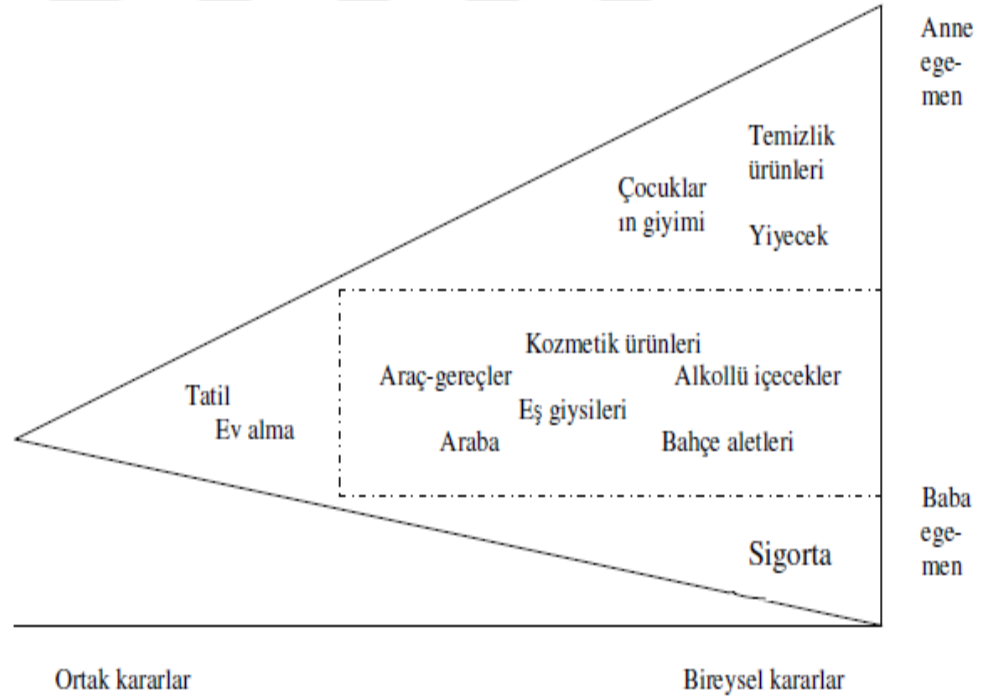 Anne
ege-
men
Temizlik
ürünleri
Çocuklar
ın giyimi
Yiyecek
Kozmetik ürünleri
Araç-gereçler
Alkollü içecekler
Tatil
Eş giysileri
Ev alma
Araba
Bahçe aletleri
Baba
ege-
men
Sigorta
Ortak kararlar
Bireysel kararlar